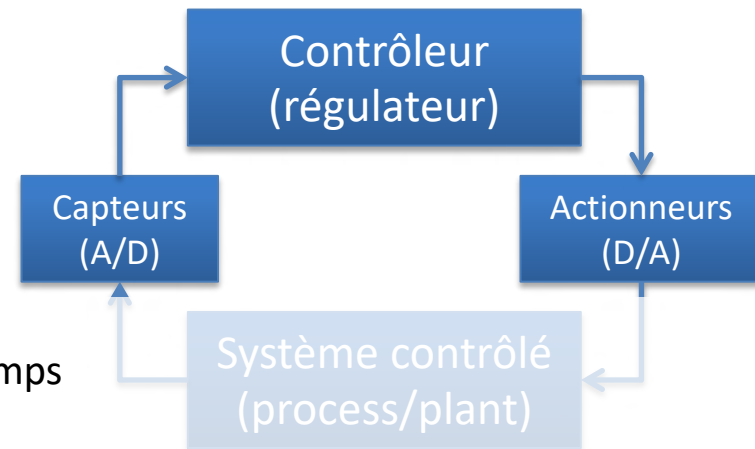 Contrôleur
(régulateur)
Capteurs
(A/D)
Actionneurs
(D/A)
mps
Système contrôlé
(process/plant)